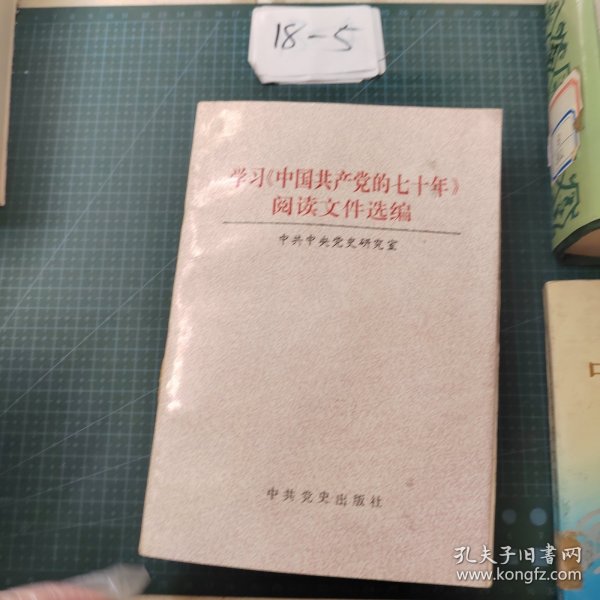 18-5
学习《中国共产党的七十年》
阅读文件选编
中共中央党史研究室
中共党史出版社
孔夫子旧书网
www.kongfz.com